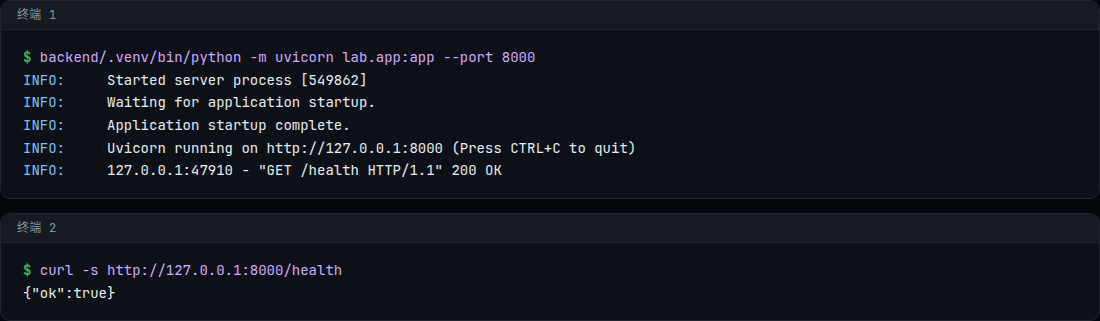 终端 1
$ backend/.venv/bin/python -m uvicorn lab.app:app --port 8000
INFO:     Started server process [549862]
INFO:     Waiting for application startup.
INFO:     Application startup complete.
INFO:     Uvicorn running on http://127.0.0.1:8000 (Press CTRL+C to quit)
INFO:     127.0.0.1:47910 - "GET /health HTTP/1.1" 200 OK
终端 2
$ curl -s http://127.0.0.1:8000/health
{"ok":true}